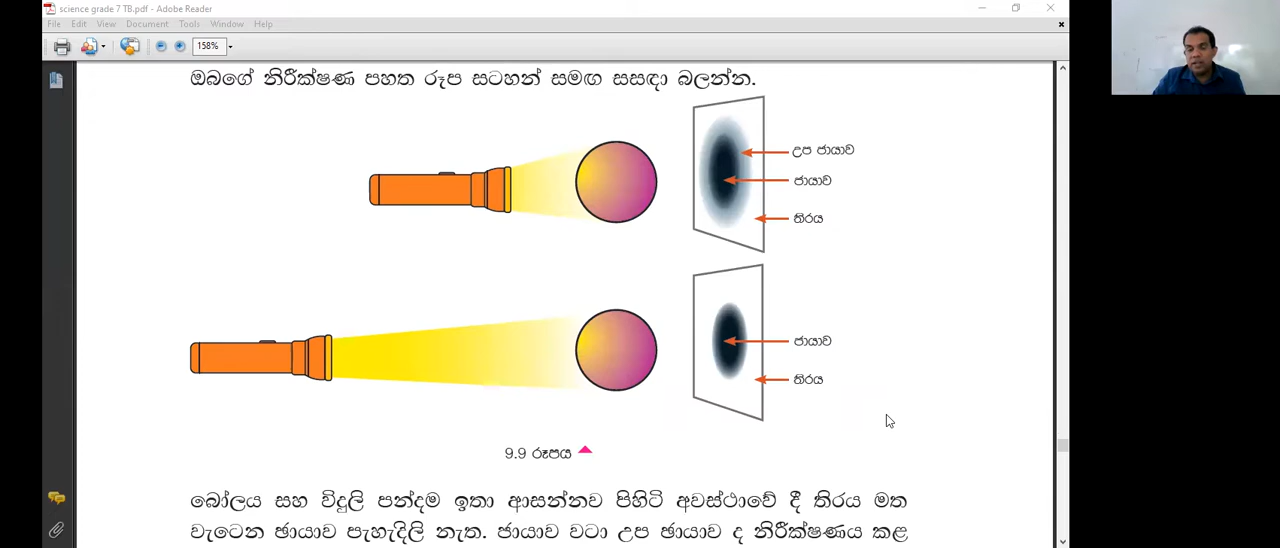 science grade 7 TB.pdf - Adobe Reader
File Edit View Document Tools Window Help
158%
ඔබගේ නිරීක්ෂණ පහත රූප සටහන් සමඟ සසඳා බලන්න.
උප ඡායාව
ඡායාව
තිරය
ඡායාව
තිරය
9.9 රූපය
බෝලය සහ විදුලි පන්දම ඉතා ආසන්නව පිහිටි අවස්ථාවේ දී තිරය මත
වැටෙන ඡායාව පැහැදිලි නැත. ඡායාව වටා උප ඡායාව ද නිරීක්ෂණය කළ